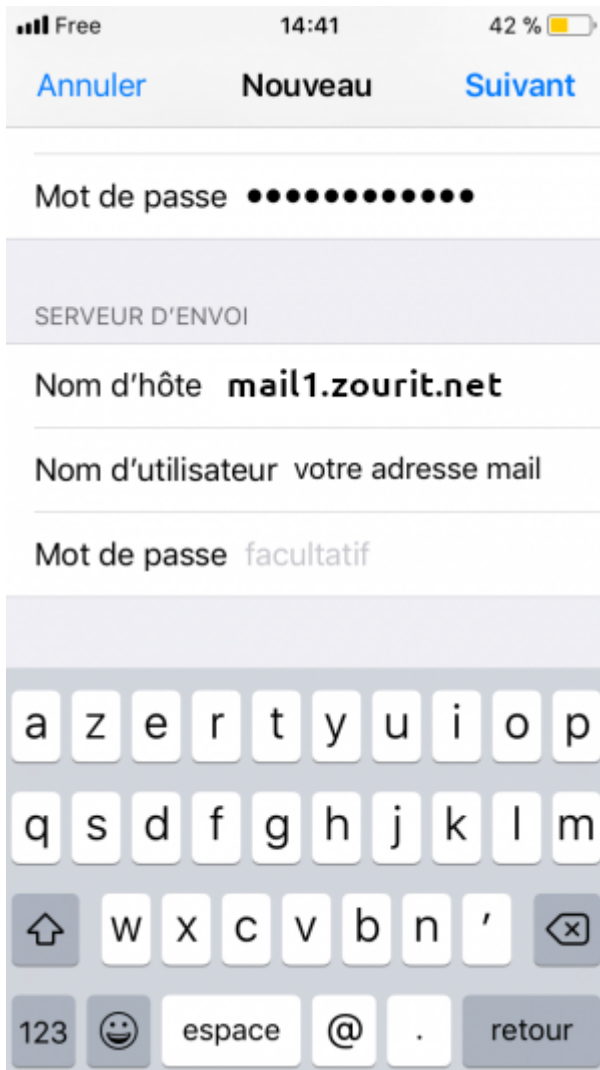 Free 14:41 42 %
Annuler Nouveau Suivant
Mot de passe ●●●●●●●●●●●●
SERVEUR D'ENVOI
Nom d'hôte mail1.zourit.net
Nom d'utilisateur votre adresse mail
Mot de passe facultatif
a z e r t y u i o p
q s d f g h j k l m
w x c v b n ’
123 espace @ . retour